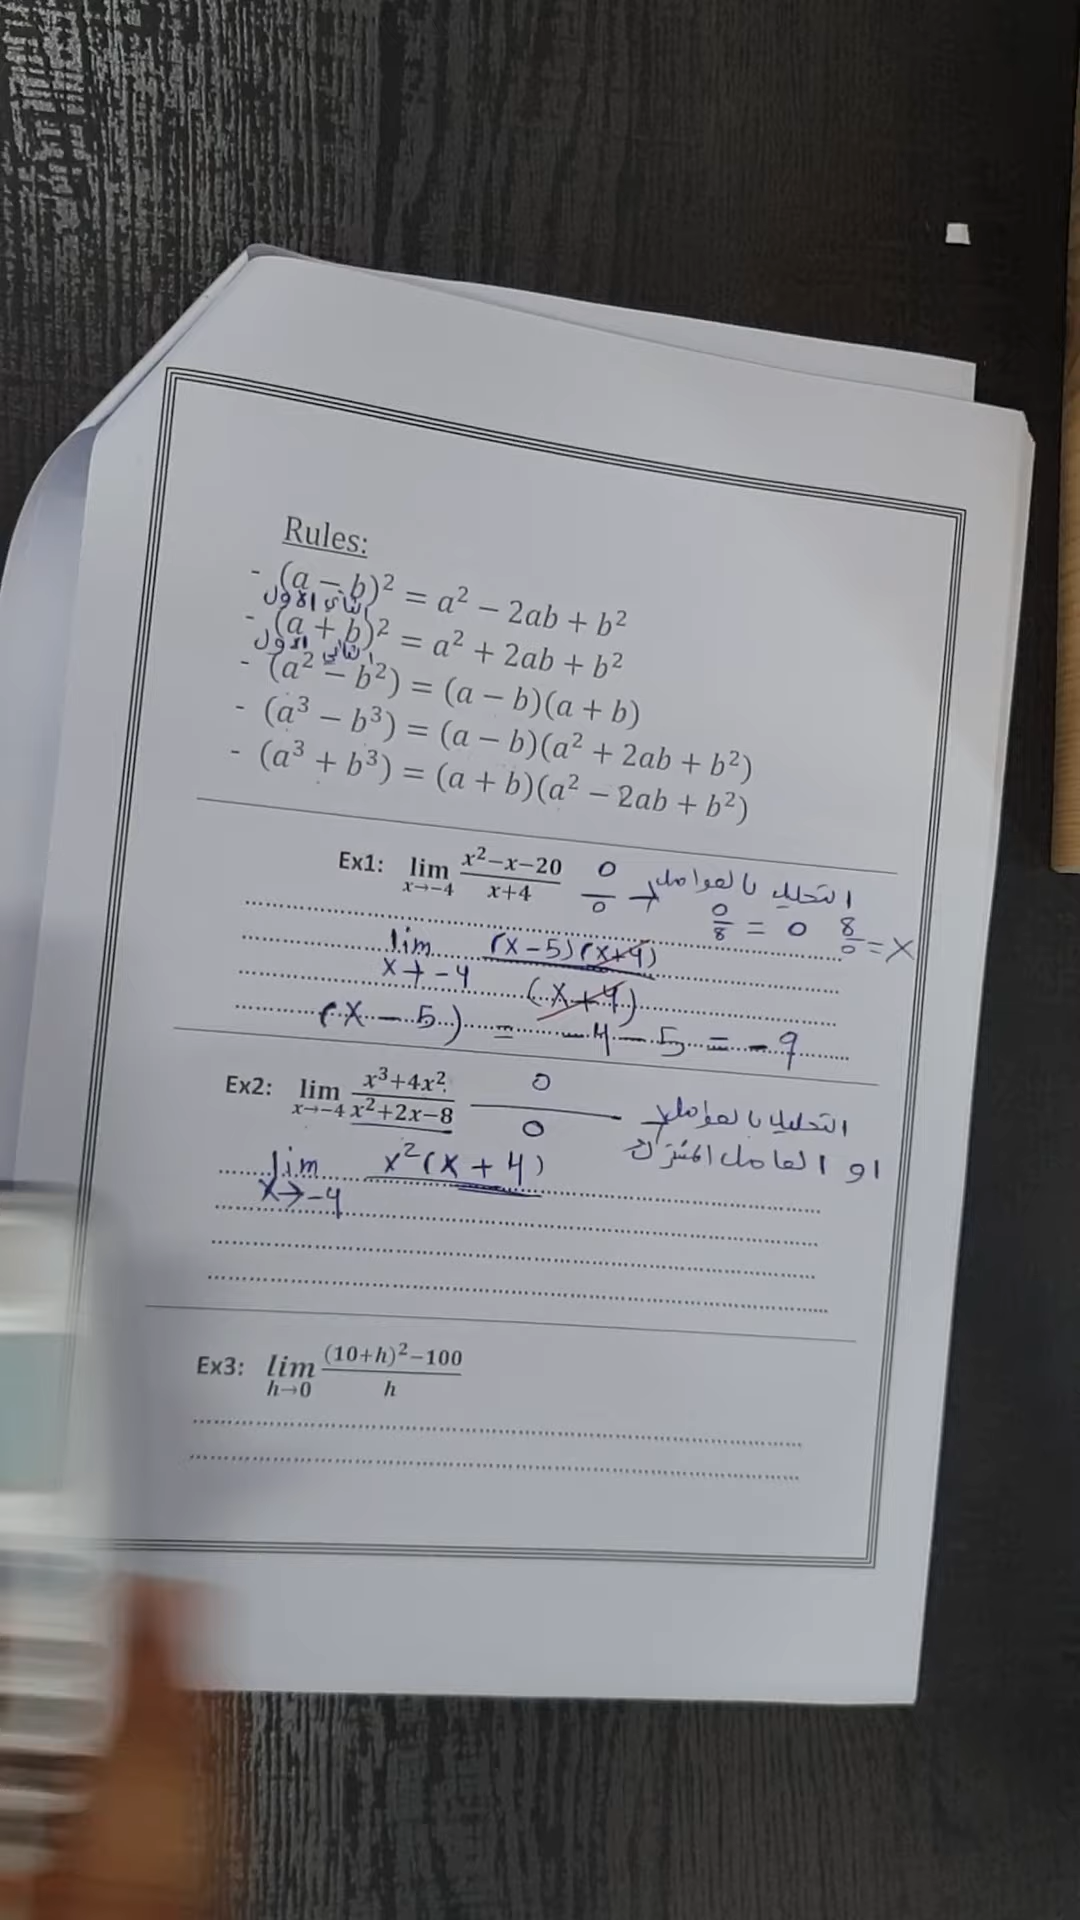 Rules:
- (a − b)² = a² − 2ab + b²
الاول الثاني
- (a + b)² = a² + 2ab + b²
الاول الثاني
- (a² − b²) = (a − b)(a + b)
- (a³ − b³) = (a − b)(a² + 2ab + b²)
- (a³ + b³) = (a + b)(a² − 2ab + b²)
Ex1: lim x→−4 (x²−x−20)/(x+4) 0/0 → التحليل بالعوامل
0/8 = 0 8/0 = X
lim x→−4 (x−5)(x+4)/(x+4)
(x − 5) = −4 − 5 = −9
Ex2: lim x→−4 (x³+4x²)/(x²+2x−8) 0/0 → التحليل بالعوامل
او العامل المشترك
lim x→−4 x²(x + 4)
Ex3: lim h→0 ((10+h)²−100)/h